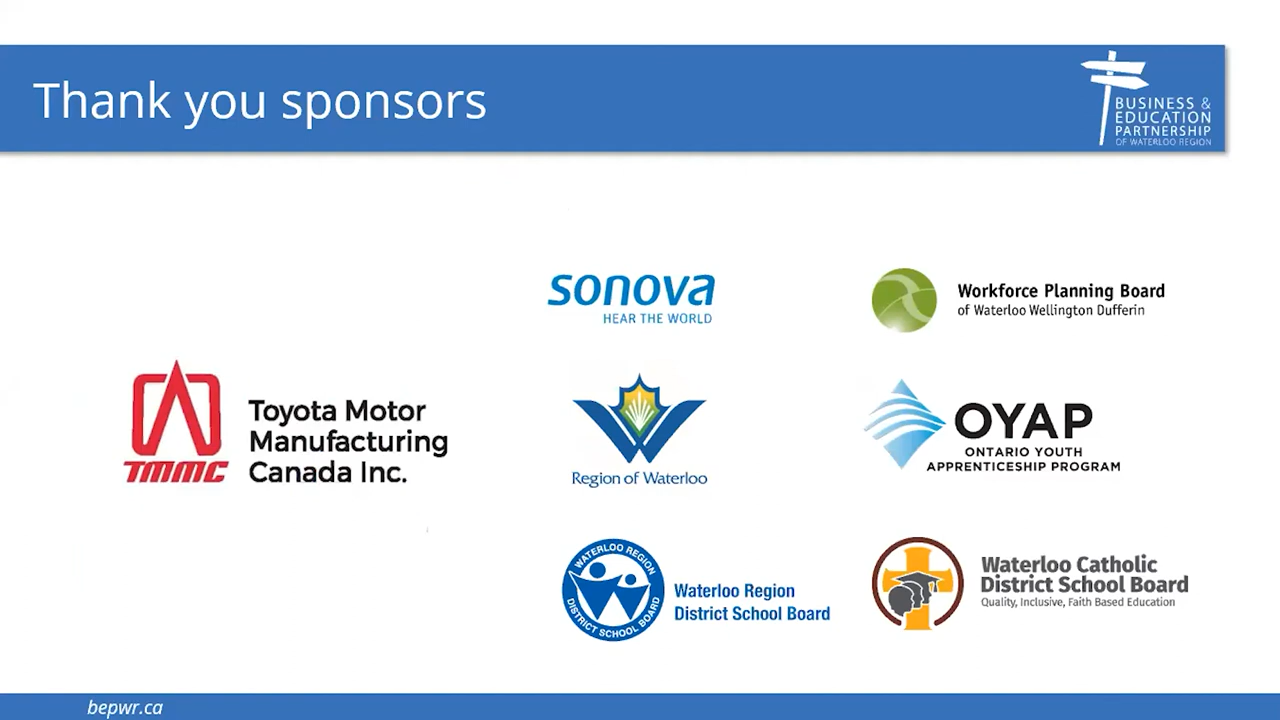 Thank you sponsors
BUSINESS &
EDUCATION
PARTNERSHIP
OF WATERLOO REGION
sonova
HEAR THE WORLD
Workforce Planning Board
of Waterloo Wellington Dufferin
TMMC
Toyota Motor
Manufacturing
Canada Inc.
Region of Waterloo
OYAP
ONTARIO YOUTH
APPRENTICESHIP PROGRAM
WATERLOO REGION
DISTRICT SCHOOL BOARD
Waterloo Region
District School Board
Waterloo Catholic
District School Board
Quality, Inclusive, Faith Based Education
bepwr.ca